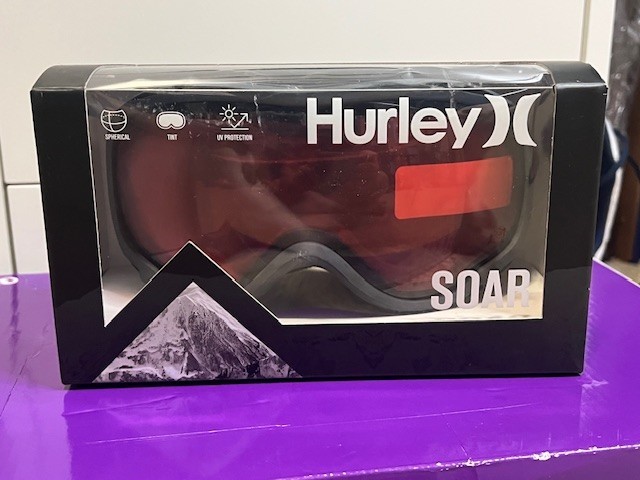 Hurley
SPHERICAL
TINT
UV PROTECTION
SOAR